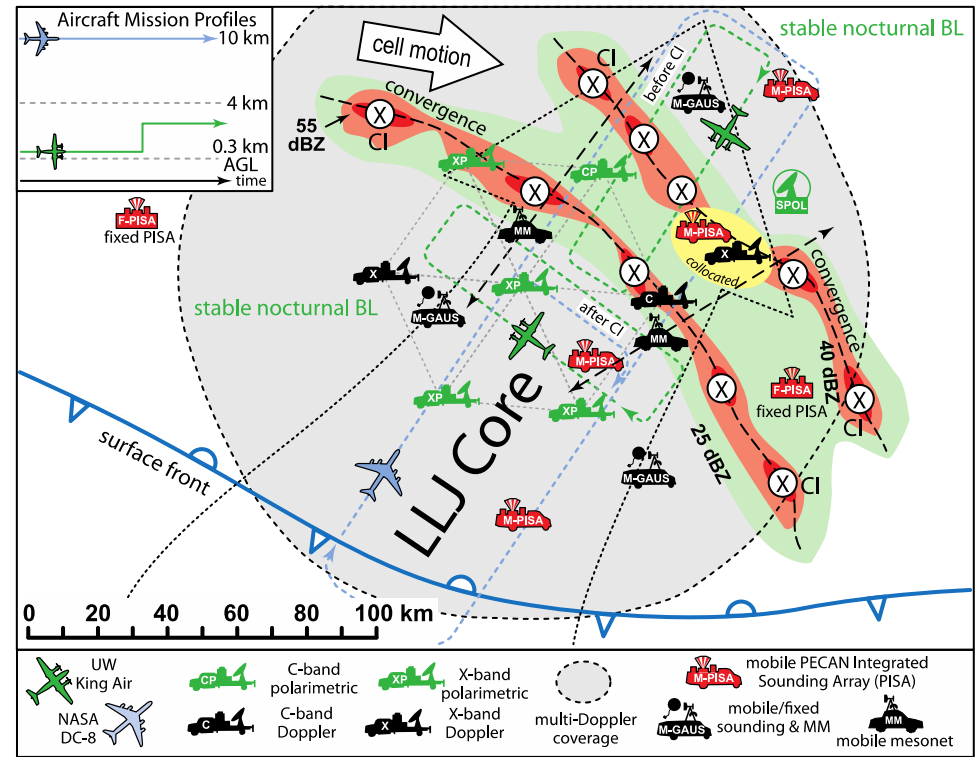 Aircraft Mission Profiles
10 km
4 km
0.3 km
AGL
time
cell motion
stable nocturnal BL
CI
before CI
M-GAUS
M-PISA
55
dBZ
CI
convergence
XP
CP
SPOL
F-PISA
fixed PISA
MM
X
M-PISA
X
collocated
convergence
stable nocturnal BL
XP
M-GAUS
C
after CI
MM
M-PISA
40 dBZ
F-PISA
fixed PISA
XP
XP
CI
25 dBZ
LLJ Core
M-GAUS
CI
surface front
M-PISA
X
X
X
X
X
X
X
X
X
X
0 20 40 60 80 100 km
UW
King Air
NASA
DC-8
CP
C-band
polarimetric
C
C-band
Doppler
XP
X-band
polarimetric
X
X-band
Doppler
multi-Doppler
coverage
M-PISA
mobile PECAN Integrated
Sounding Array (PISA)
M-GAUS
mobile/fixed
sounding & MM
MM
mobile mesonet